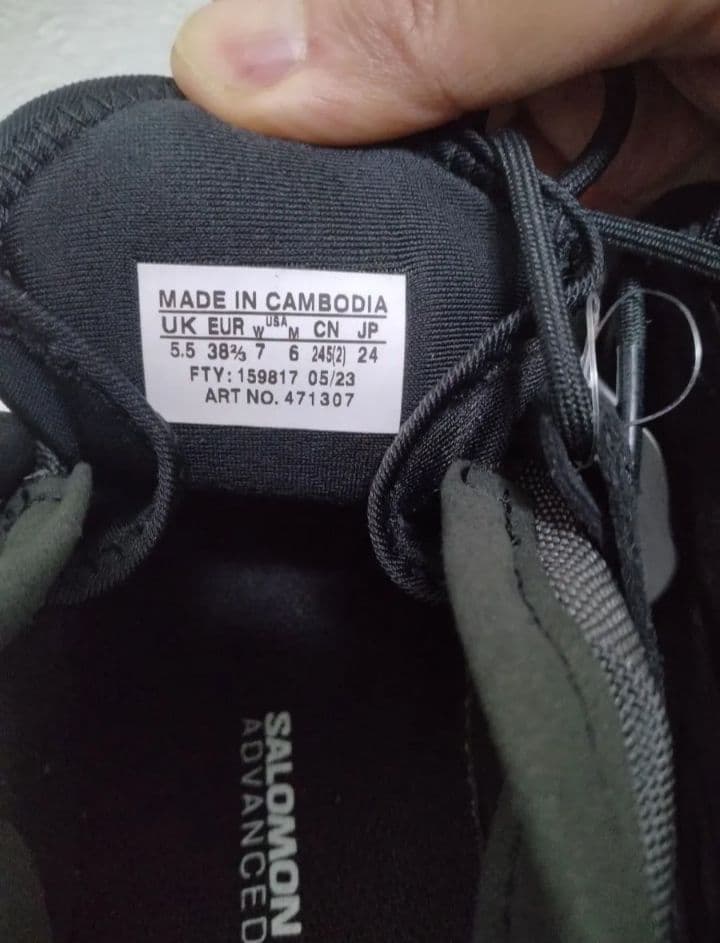 MADE IN CAMBODIA
UK EUR W USA M CN JP
5.5 38⅔ 7 6 245(2) 24
FTY: 159817 05/23
ART NO. 471307
SALOMON
ADVANCED